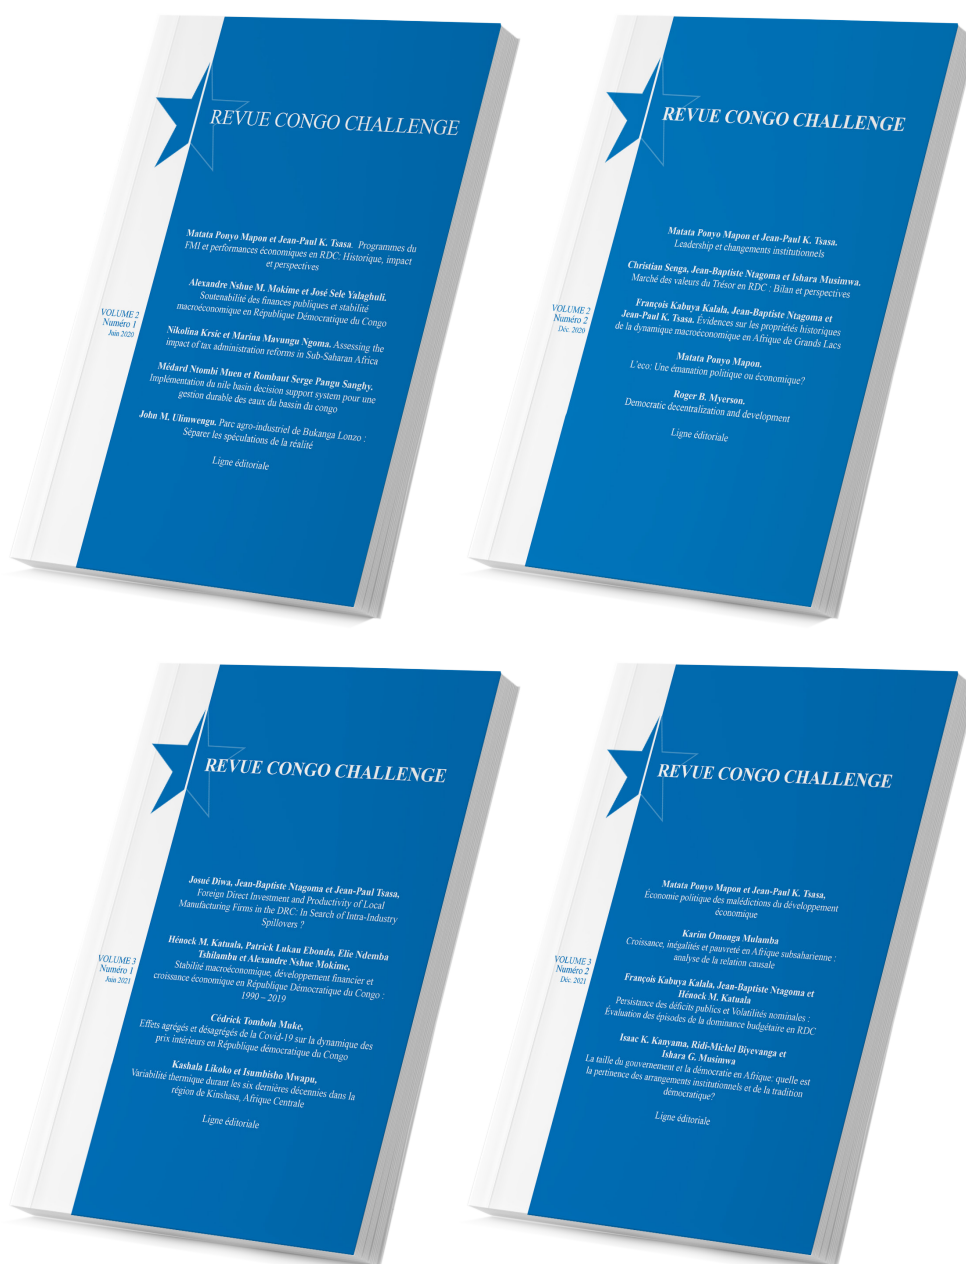 REVUE CONGO CHALLENGE
Matata Ponyo Mapon et Jean-Paul K. Tsasa. Programmes du
FMI et performances économiques en RDC: Historique, impact
et perspectives
Alexandre Nshue M. Mokime et José Sele Yalaghuli.
Soutenabilité des finances publiques et stabilité
macroéconomique en République Démocratique du Congo
Nikolina Krsic et Marina Mavungu Ngoma. Assessing the
impact of tax administration reforms in Sub-Saharan Africa
Médard Ntombi Muen et Rombaut Serge Pangu Sanghy.
Implémentation du nile basin decision support system pour une
gestion durable des eaux du bassin du congo
John M. Ulimwengu. Parc agro-industriel de Bukanga Lonzo :
Séparer les spéculations de la réalité
Ligne éditoriale
VOLUME 2
Numéro 1
Juin 2020
REVUE CONGO CHALLENGE
Matata Ponyo Mapon et Jean-Paul K. Tsasa.
Leadership et changements institutionnels
Christian Senga, Jean-Baptiste Ntagoma et Ishara Musimwa.
Marché des valeurs du Trésor en RDC : Bilan et perspectives
François Kabuya Kalala, Jean-Baptiste Ntagoma et
Jean-Paul K. Tsasa. Évidences sur les propriétés historiques
de la dynamique macroéconomique en Afrique de Grands Lacs
Matata Ponyo Mapon.
L'eco: Une émanation politique ou économique?
Roger B. Myerson.
Democratic decentralization and development
Ligne éditoriale
VOLUME 2
Numéro 2
Déc. 2020
REVUE CONGO CHALLENGE
Josué Diwa, Jean-Baptiste Ntagoma et Jean-Paul Tsasa,
Foreign Direct Investment and Productivity of Local
Manufacturing Firms in the DRC: In Search of Intra-Industry
Spillovers ?
Hénock M. Katuala, Patrick Lukau Ebonda, Elie Ndemba
Tshilambu et Alexandre Nshue Mokime,
Stabilité macroéconomique, développement financier et
croissance économique en République Démocratique du Congo :
1990 – 2019
Cédrick Tombola Muke,
Effets agrégés et désagrégés de la Covid-19 sur la dynamique des
prix intérieurs en République démocratique du Congo
Kashala Likoko et Isumbisho Mwapu,
Variabilité thermique durant les six dernières décennies dans la
région de Kinshasa, Afrique Centrale
Ligne éditoriale
VOLUME 3
Numéro 1
Juin 2021
REVUE CONGO CHALLENGE
Matata Ponyo Mapon et Jean-Paul K. Tsasa,
Économie politique des malédictions du développement
économique
Karim Omonga Mulamba
Croissance, inégalités et pauvreté en Afrique subsaharienne :
analyse de la relation causale
François Kabuya Kalala, Jean-Baptiste Ntagoma et
Hénock M. Katuala
Persistance des déficits publics et Volatilités nominales :
Évaluation des épisodes de la dominance budgétaire en RDC
Isaac K. Kanyama, Ridi-Michel Biyevanga et
Ishara G. Musimwa
La taille du gouvernement et la démocratie en Afrique: quelle est
la pertinence des arrangements institutionnels et de la tradition
démocratique?
Ligne éditoriale
VOLUME 3
Numéro 2
Déc. 2021